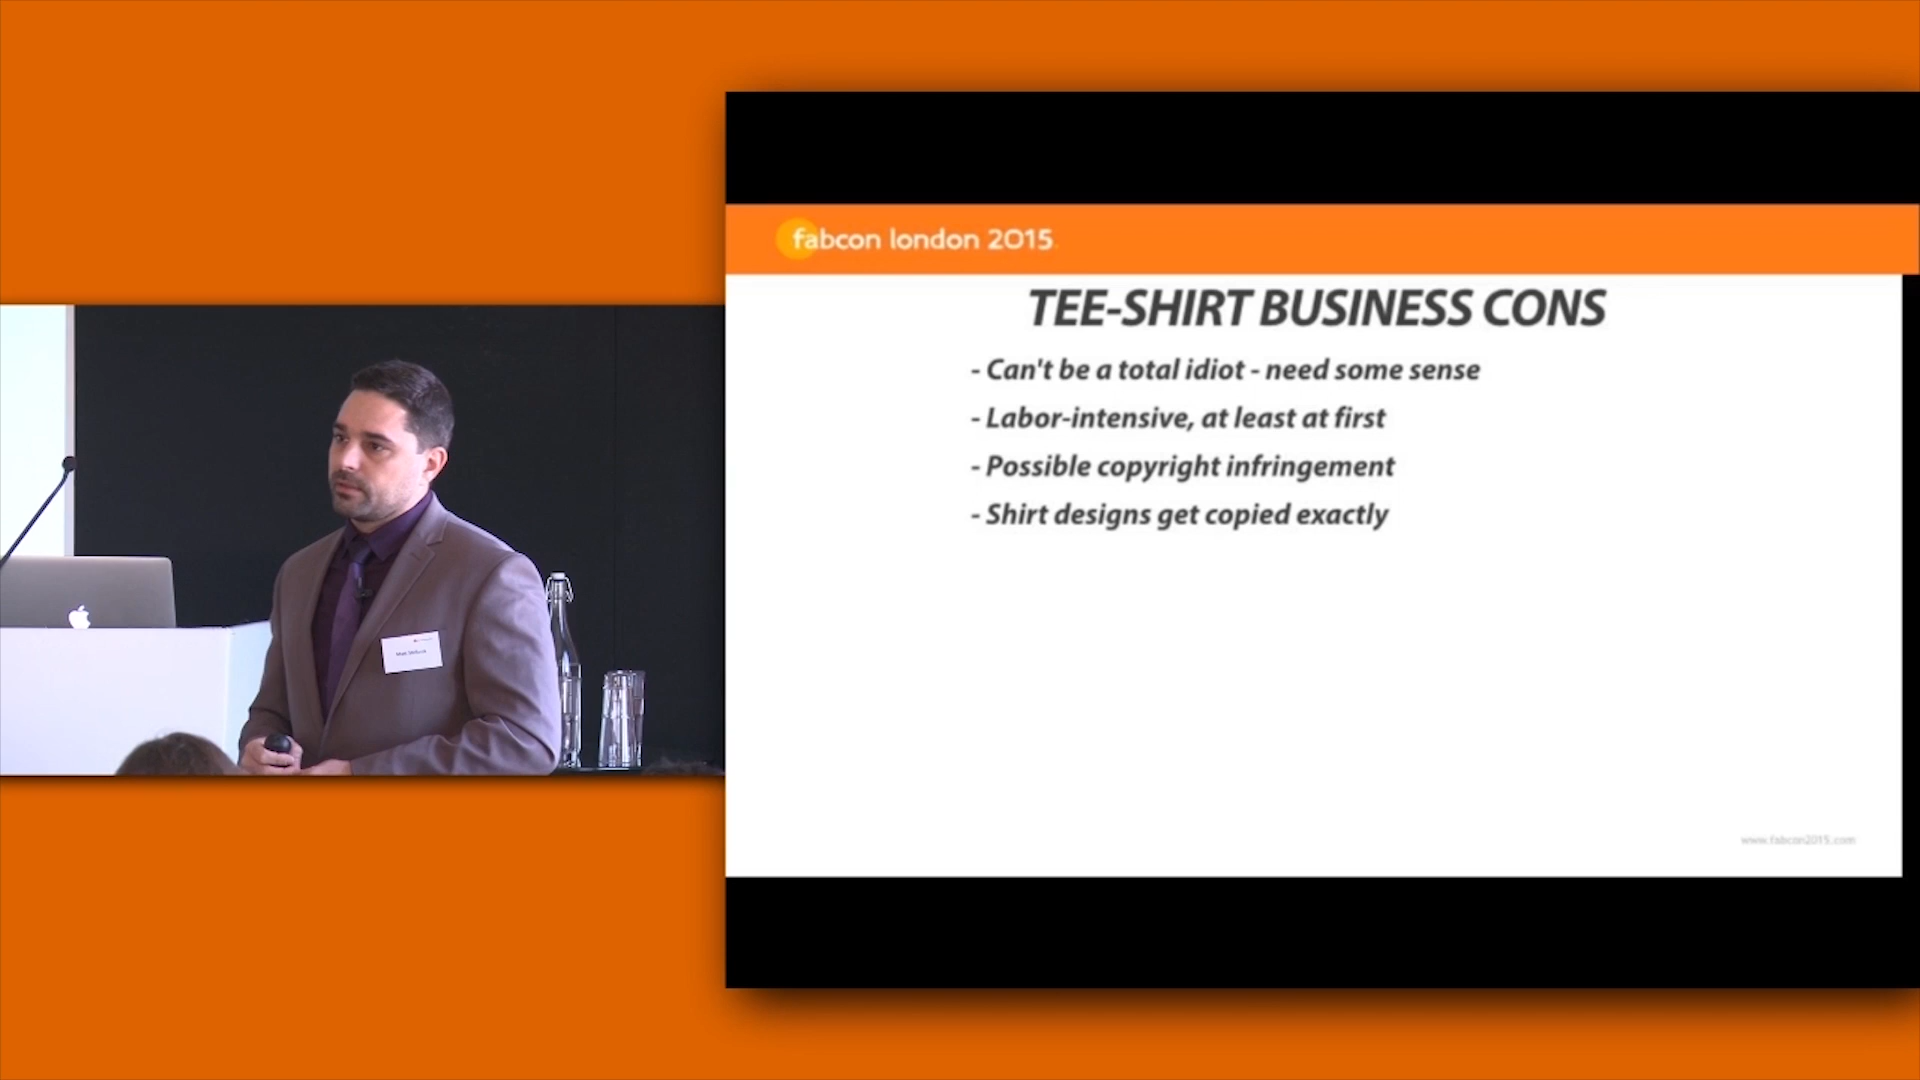 fabcon london 2015
TEE-SHIRT BUSINESS CONS
- Can't be a total idiot - need some sense
- Labor-intensive, at least at first
- Possible copyright infringement
- Shirt designs get copied exactly
www.fabcon2015.com